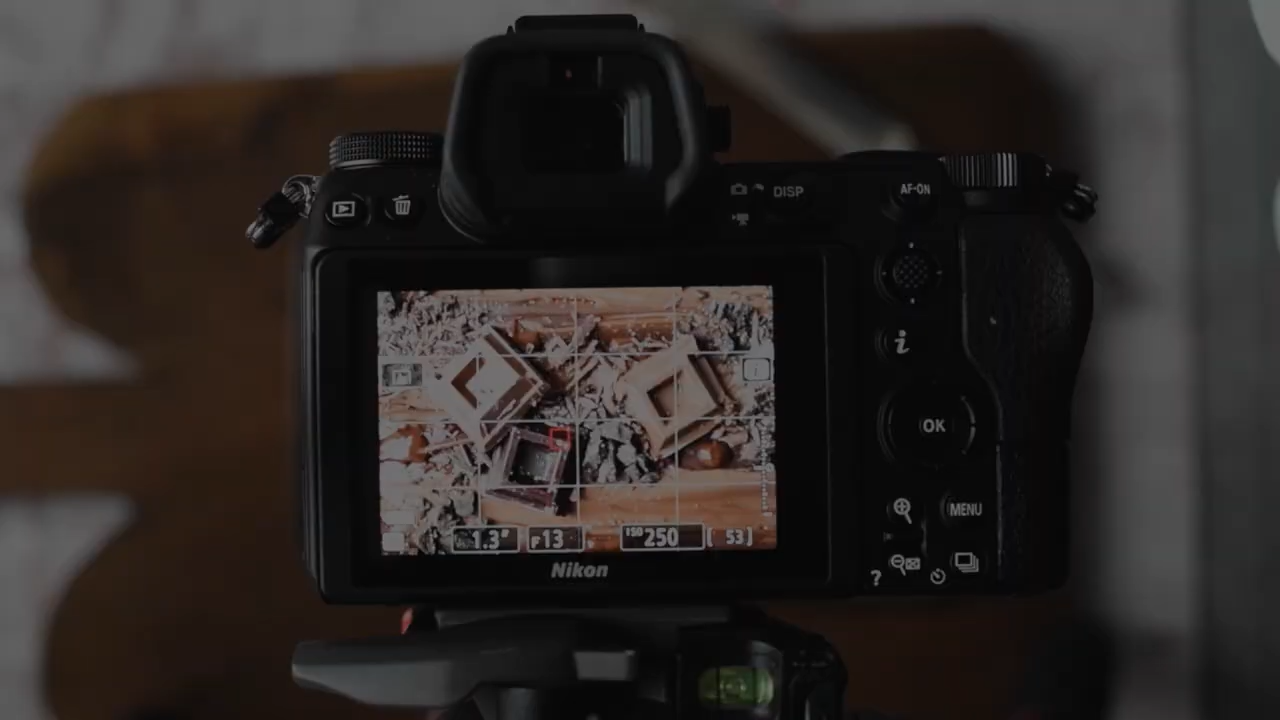 DISP
AF-ON
i
OK
MENU
1.3" F13 ISO 250 [ 53]
Nikon
?